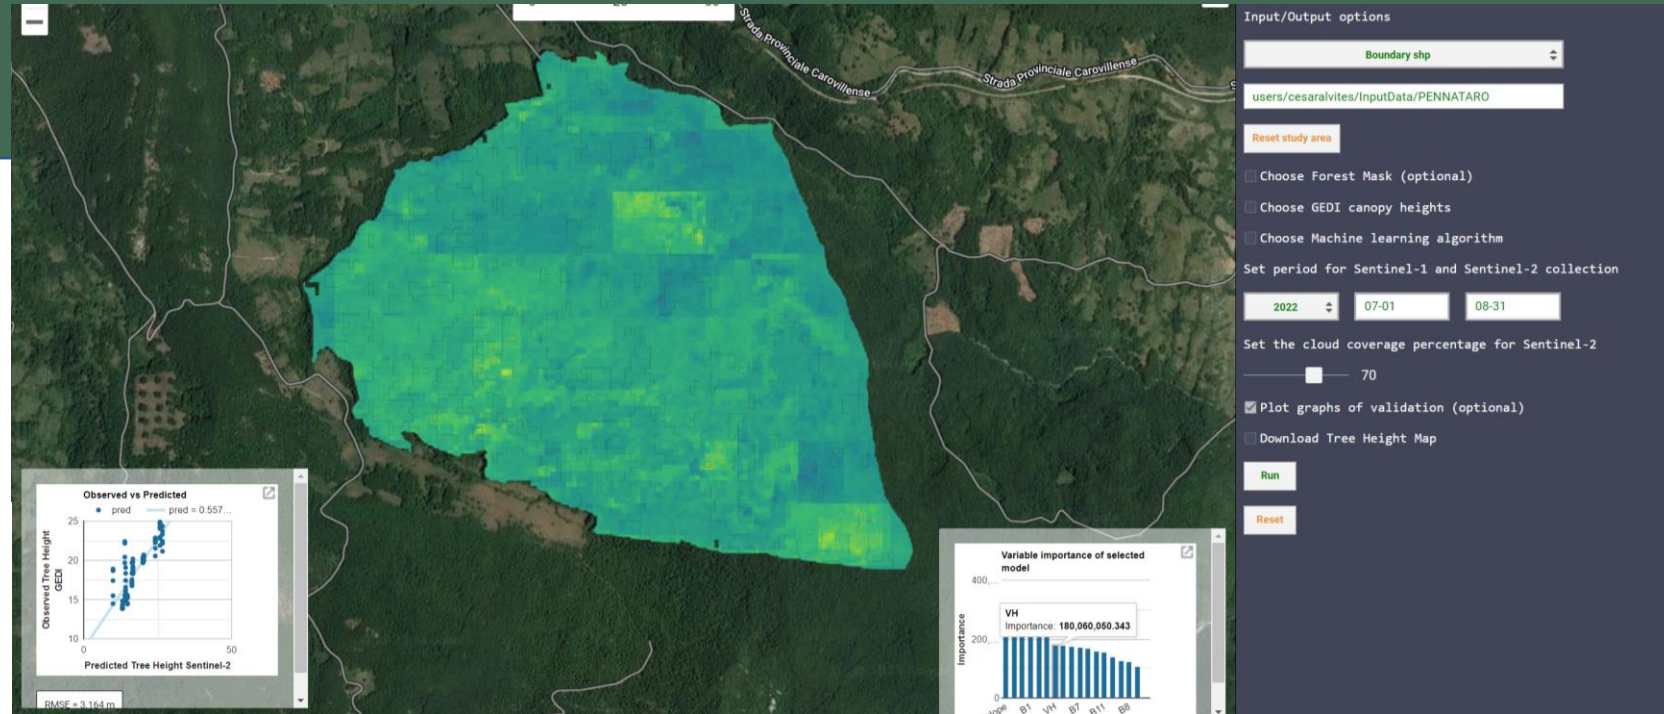 Strada Provinciale Carovillense
Strada Provinciale Carovillense
Input/Output options
Boundary shp
users/cesaralvites/InputData/PENNATARO
Reset study area
Choose Forest Mask (optional)
Choose GEDI canopy heights
Choose Machine learning algorithm
Set period for Sentinel-1 and Sentinel-2 collection
2022 07-01 08-31
Set the cloud coverage percentage for Sentinel-2
70
Plot graphs of validation (optional)
Download Tree Height Map
Run
Reset
Observed vs Predicted
pred pred = 0.557...
Observed Tree Height
GEDI
25
20
15
10
0 50
Predicted Tree Height Sentinel-2
RMSE = 3.164 m
Variable importance of selected
model
Importance
400,...
VH
Importance: 180,060,050.343
200,...
0
B1 VH B7 B11 B8